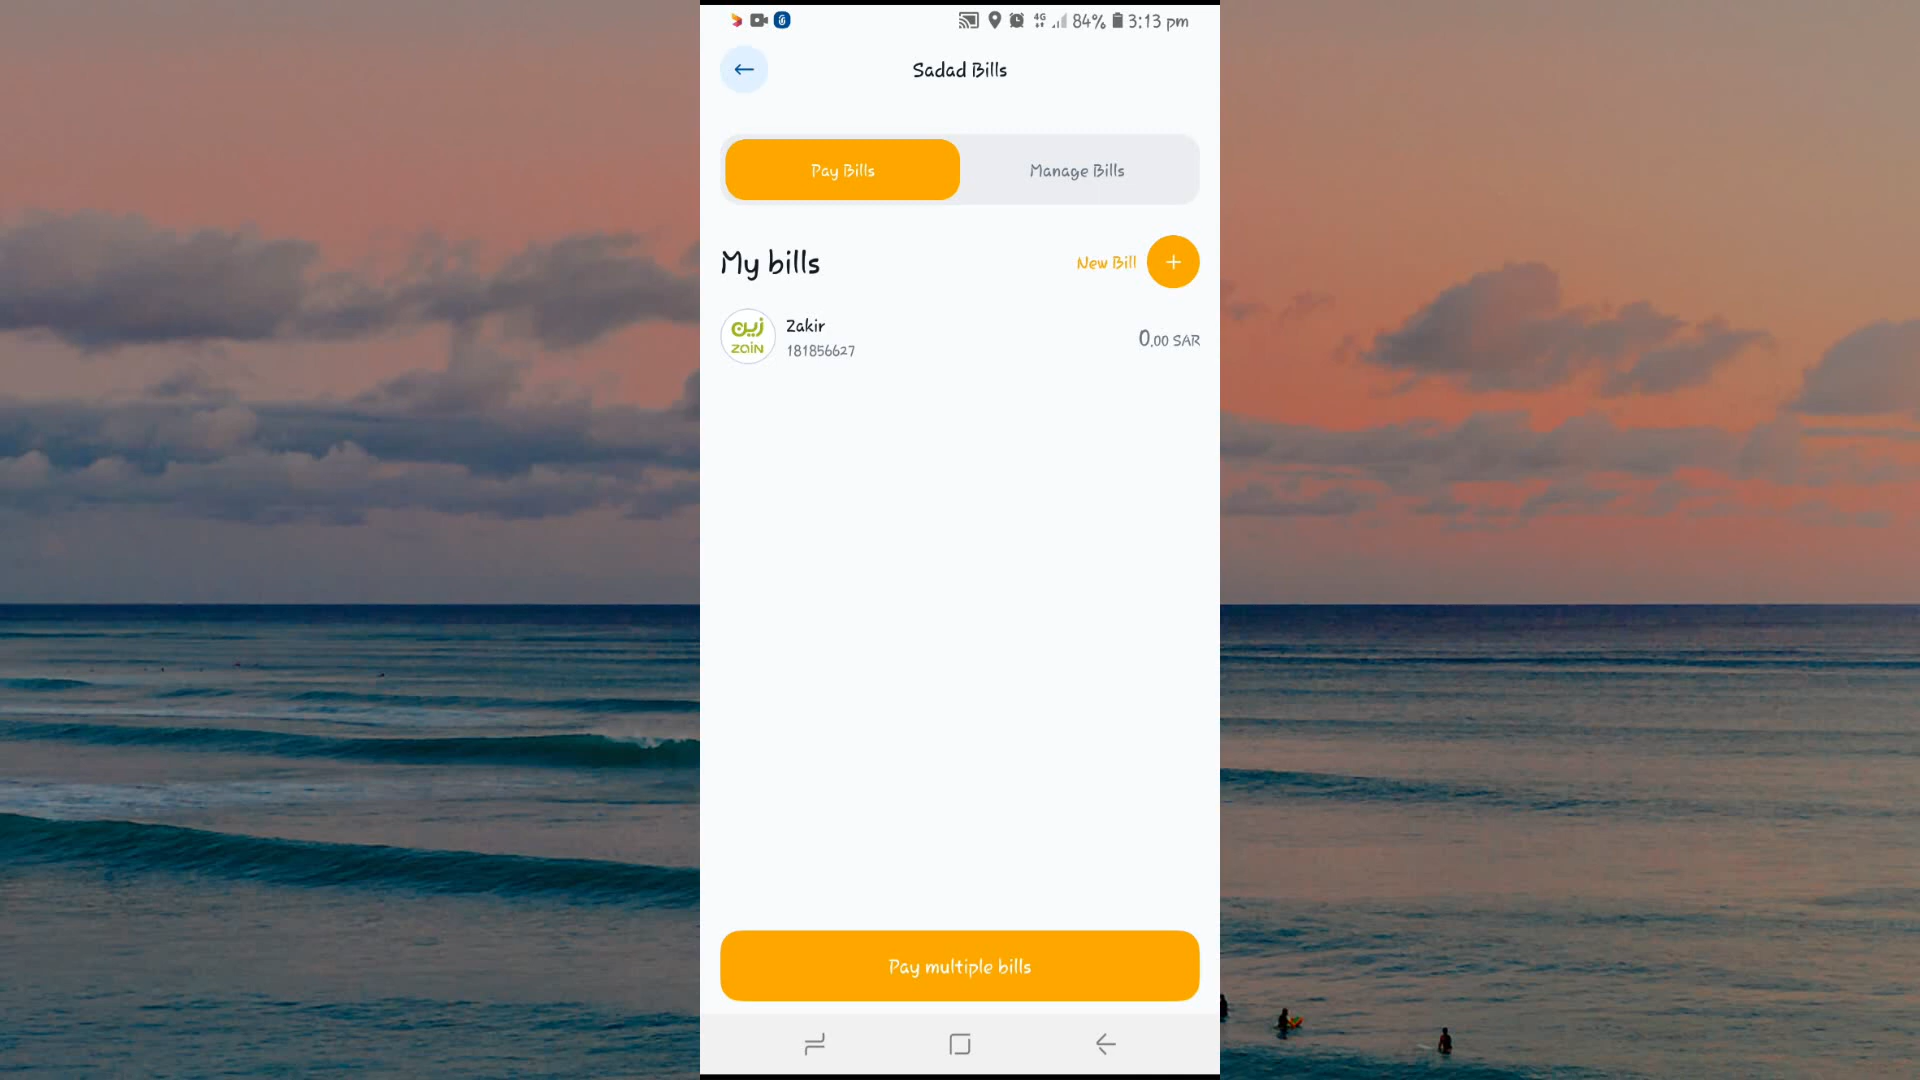 4G 84% 3:13 pm
Sadad Bills
Pay Bills
Manage Bills
My bills
New Bill
زين
zain
Zakir
181856627
0.00 SAR
Pay multiple bills